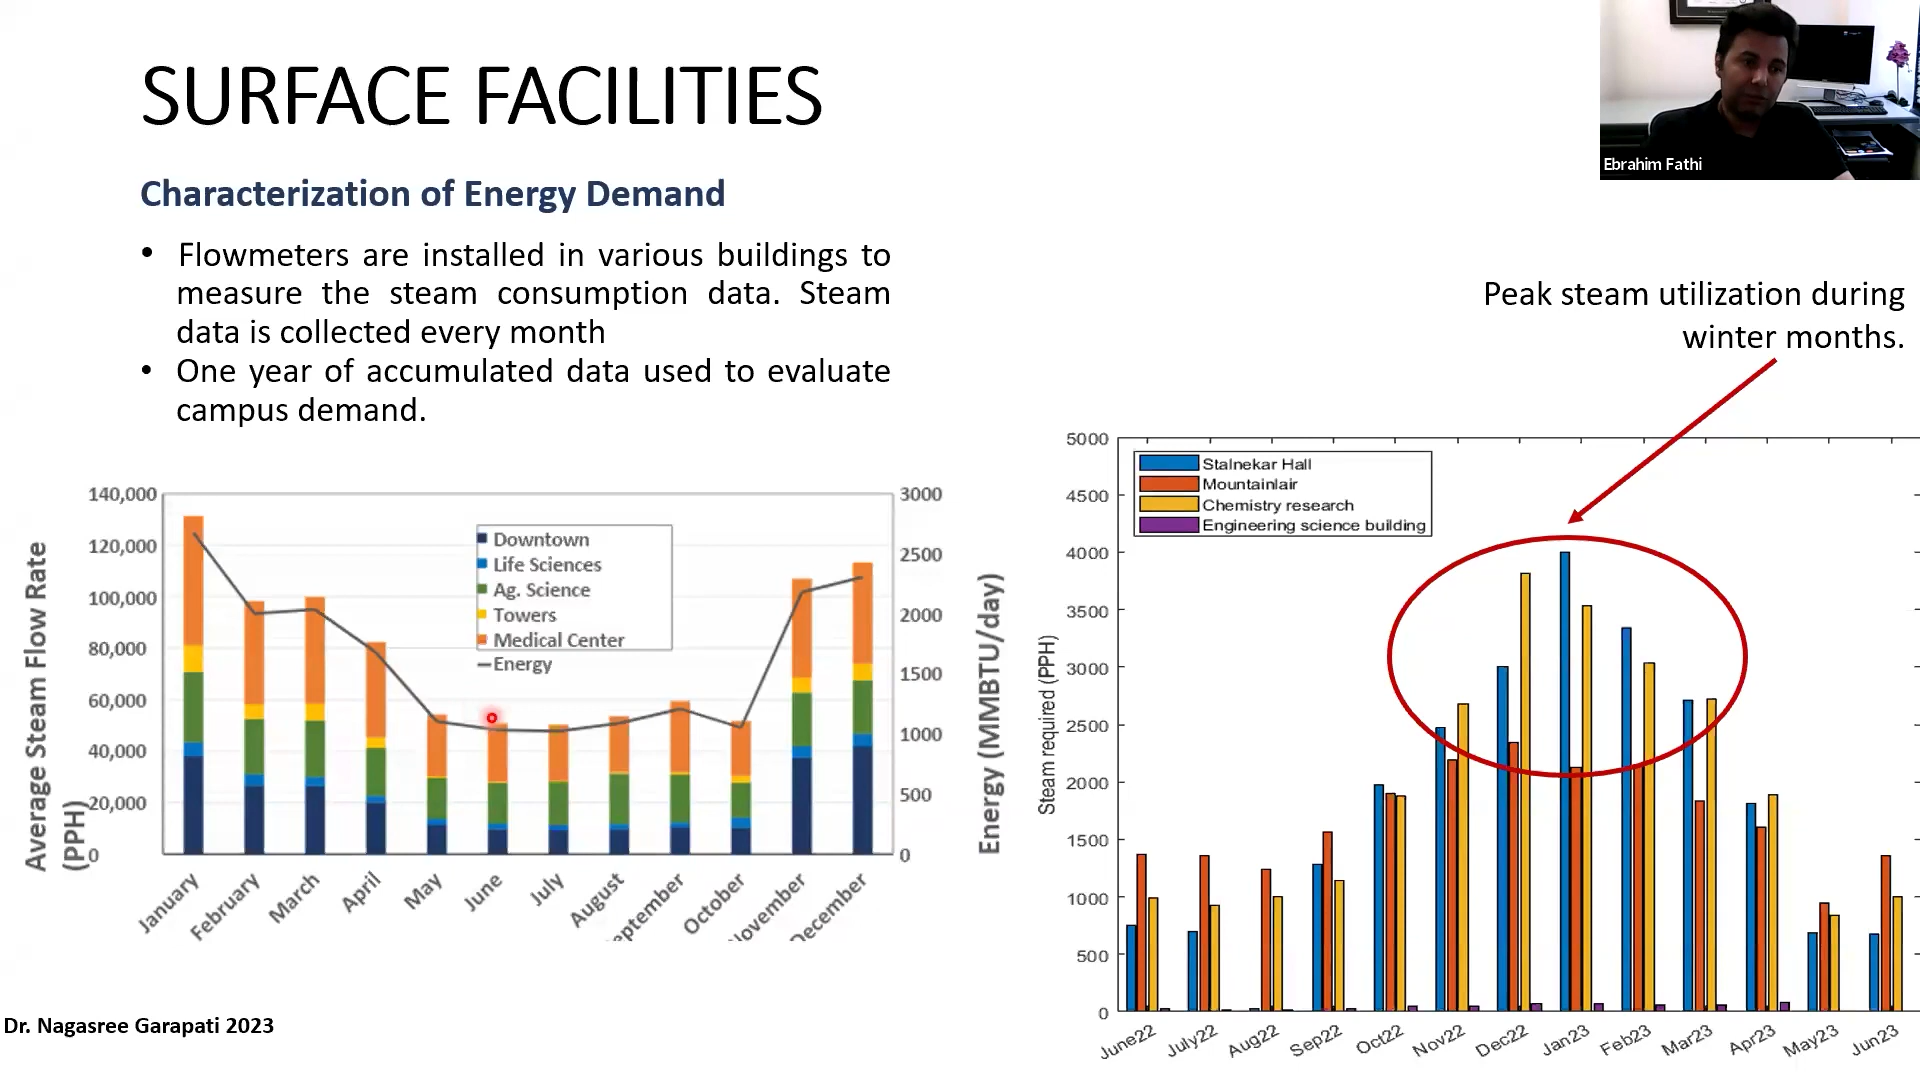 SURFACE FACILITIES
Ebrahim Fathi
Characterization of Energy Demand
• Flowmeters are installed in various buildings to
measure the steam consumption data. Steam
data is collected every month
• One year of accumulated data used to evaluate
campus demand.
Peak steam utilization during
winter months.
Average Steam Flow Rate
(PPH)
140,000
120,000
100,000
80,000
60,000
40,000
20,000
0
Downtown
Life Sciences
Ag. Science
Towers
Medical Center
Energy
3000
2500
2000
1500
1000
500
0
Energy (MMBTU/day)
January
February
March
April
May
June
July
August
eptember
October
November
December
Steam required (PPH)
5000
4500
4000
3500
3000
2500
2000
1500
1000
500
0
Stalnekar Hall
Mountainlair
Chemistry research
Engineering science building
June22
July22
Aug22
Sep22
Oct22
Nov22
Dec22
Jan23
Feb23
Mar23
Apr23
May23
Jun23
Dr. Nagasree Garapati 2023